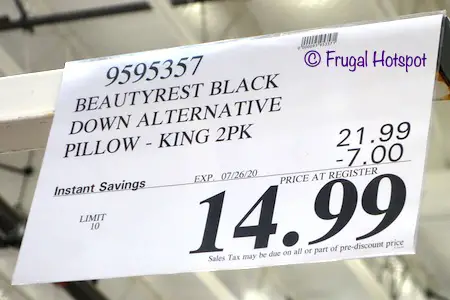 © Frugal Hotspot
9595357
BEAUTYREST BLACK
DOWN ALTERNATIVE
PILLOW - KING 2PK
21.99
-7.00
Instant Savings EXP. 07/26/20 PRICE AT REGISTER
LIMIT
10
14.99
Sales Tax may be due on all or part of pre-discount price